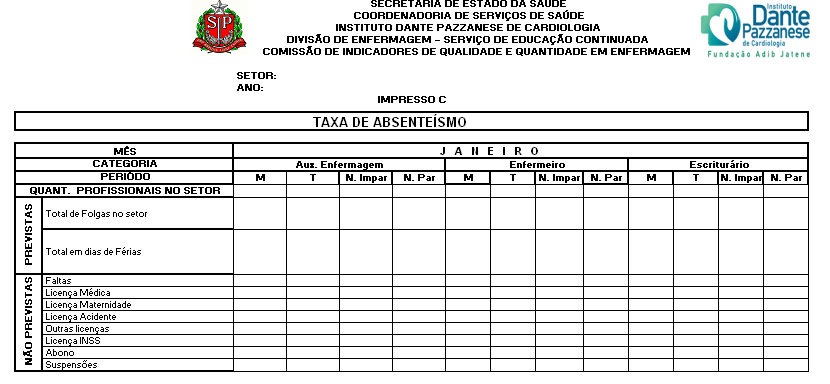 SECRETARIA DE ESTADO DA SAÚDE
COORDENADORIA DE SERVIÇOS DE SAÚDE
INSTITUTO DANTE PAZZANESE DE CARDIOLOGIA
DIVISÃO DE ENFERMAGEM – SERVIÇO DE EDUCAÇÃO CONTINUADA
COMISSÃO DE INDICADORES DE QUALIDADE E QUANTIDADE EM ENFERMAGEM
Instituto
Dante
Pazzanese
de Cardiologia
Fundação Adib Jatene
SETOR:
ANO:
IMPRESSO C
TAXA DE ABSENTEÍSMO
MÊS J A N E I R O
CATEGORIA Aux. Enfermagem Enfermeiro Escriturário
PERIÓDO M T N. Impar N. Par M T N. Impar N. Par M T N. Impar N. Par
QUANT. PROFISSIONAIS NO SETOR
PREVISTAS
Total de Folgas no setor
Total em dias de Férias
NÃO PREVISTAS
Faltas
Licença Médica
Licença Maternidade
Licença Acidente
Outras licenças
Licença INSS
Abono
Suspensões